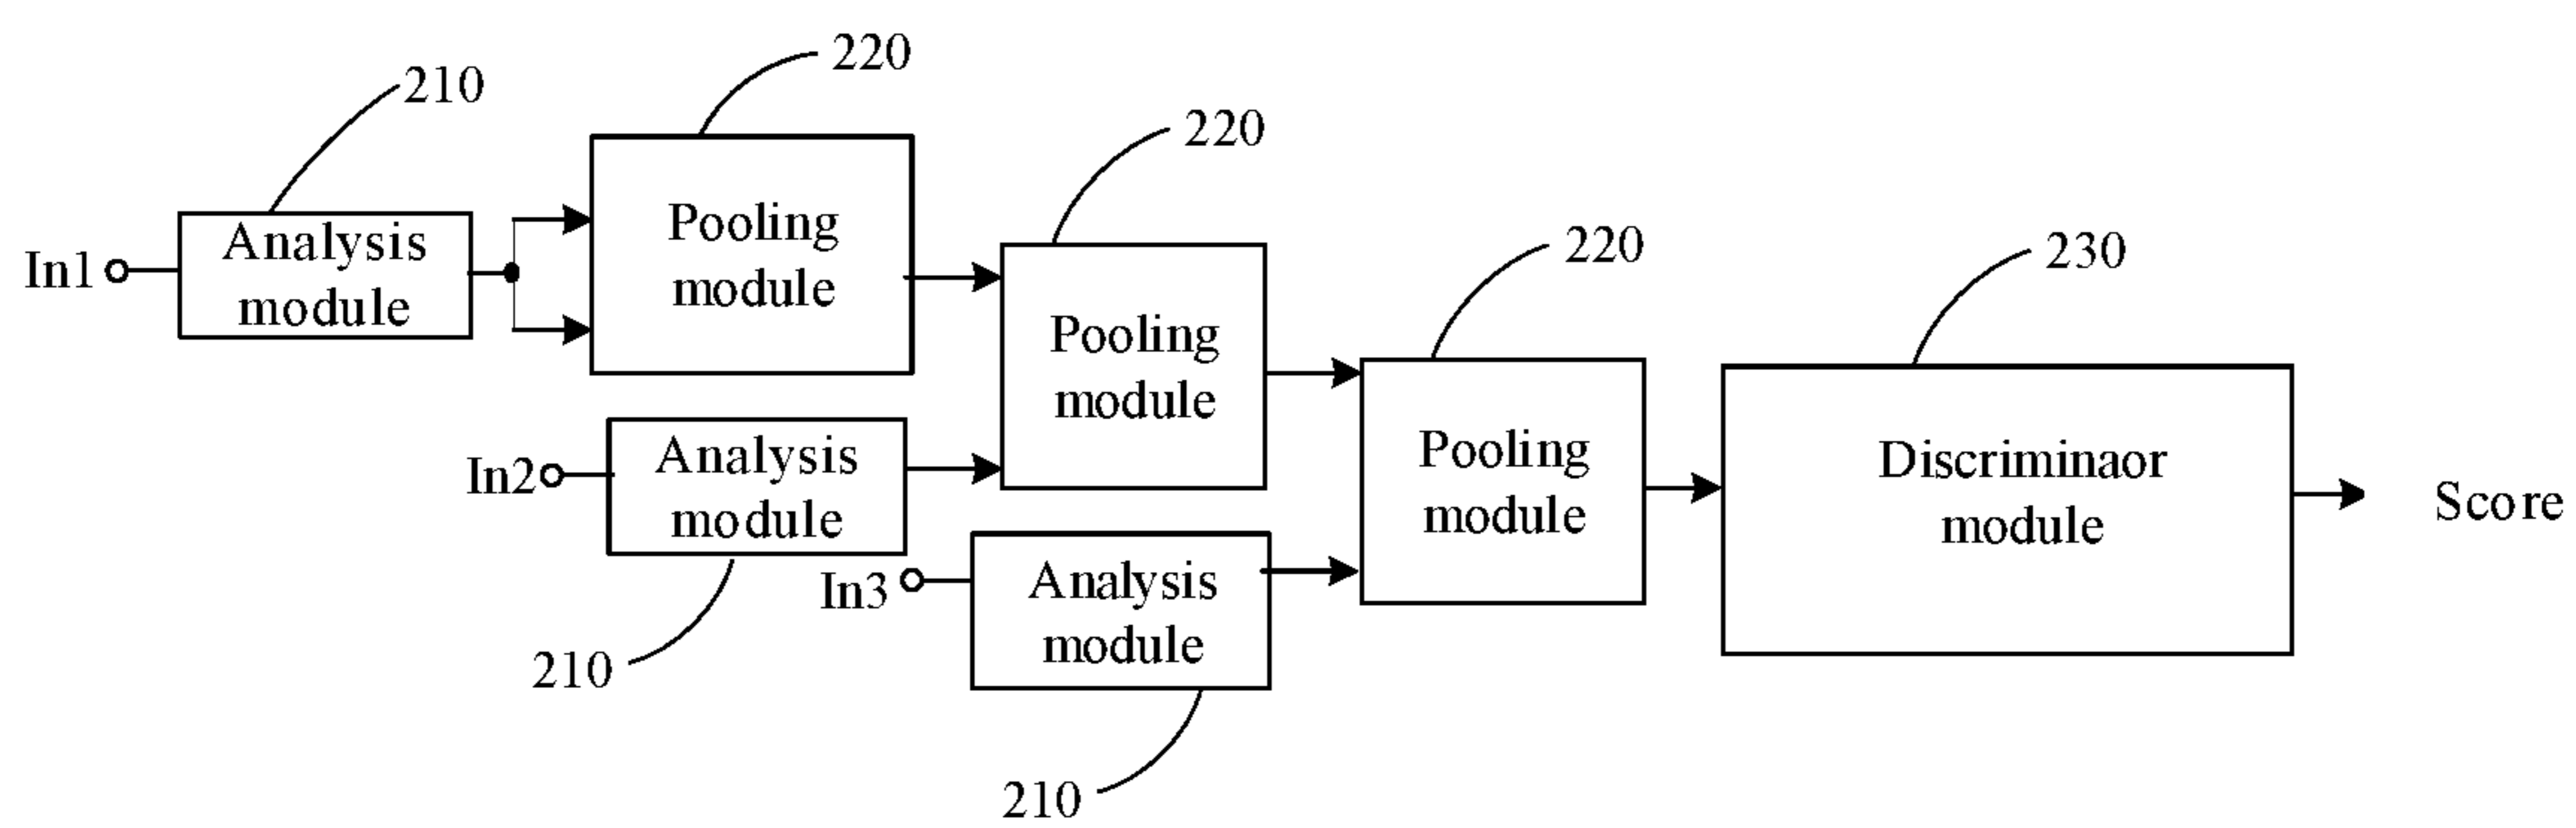 220
210
220
Analysis
module
Pooling
module
In1
220
230
Pooling
module
In2
Analysis
module
Pooling
module
Discriminaor
module
Score
In3
Analysis
module
210
210